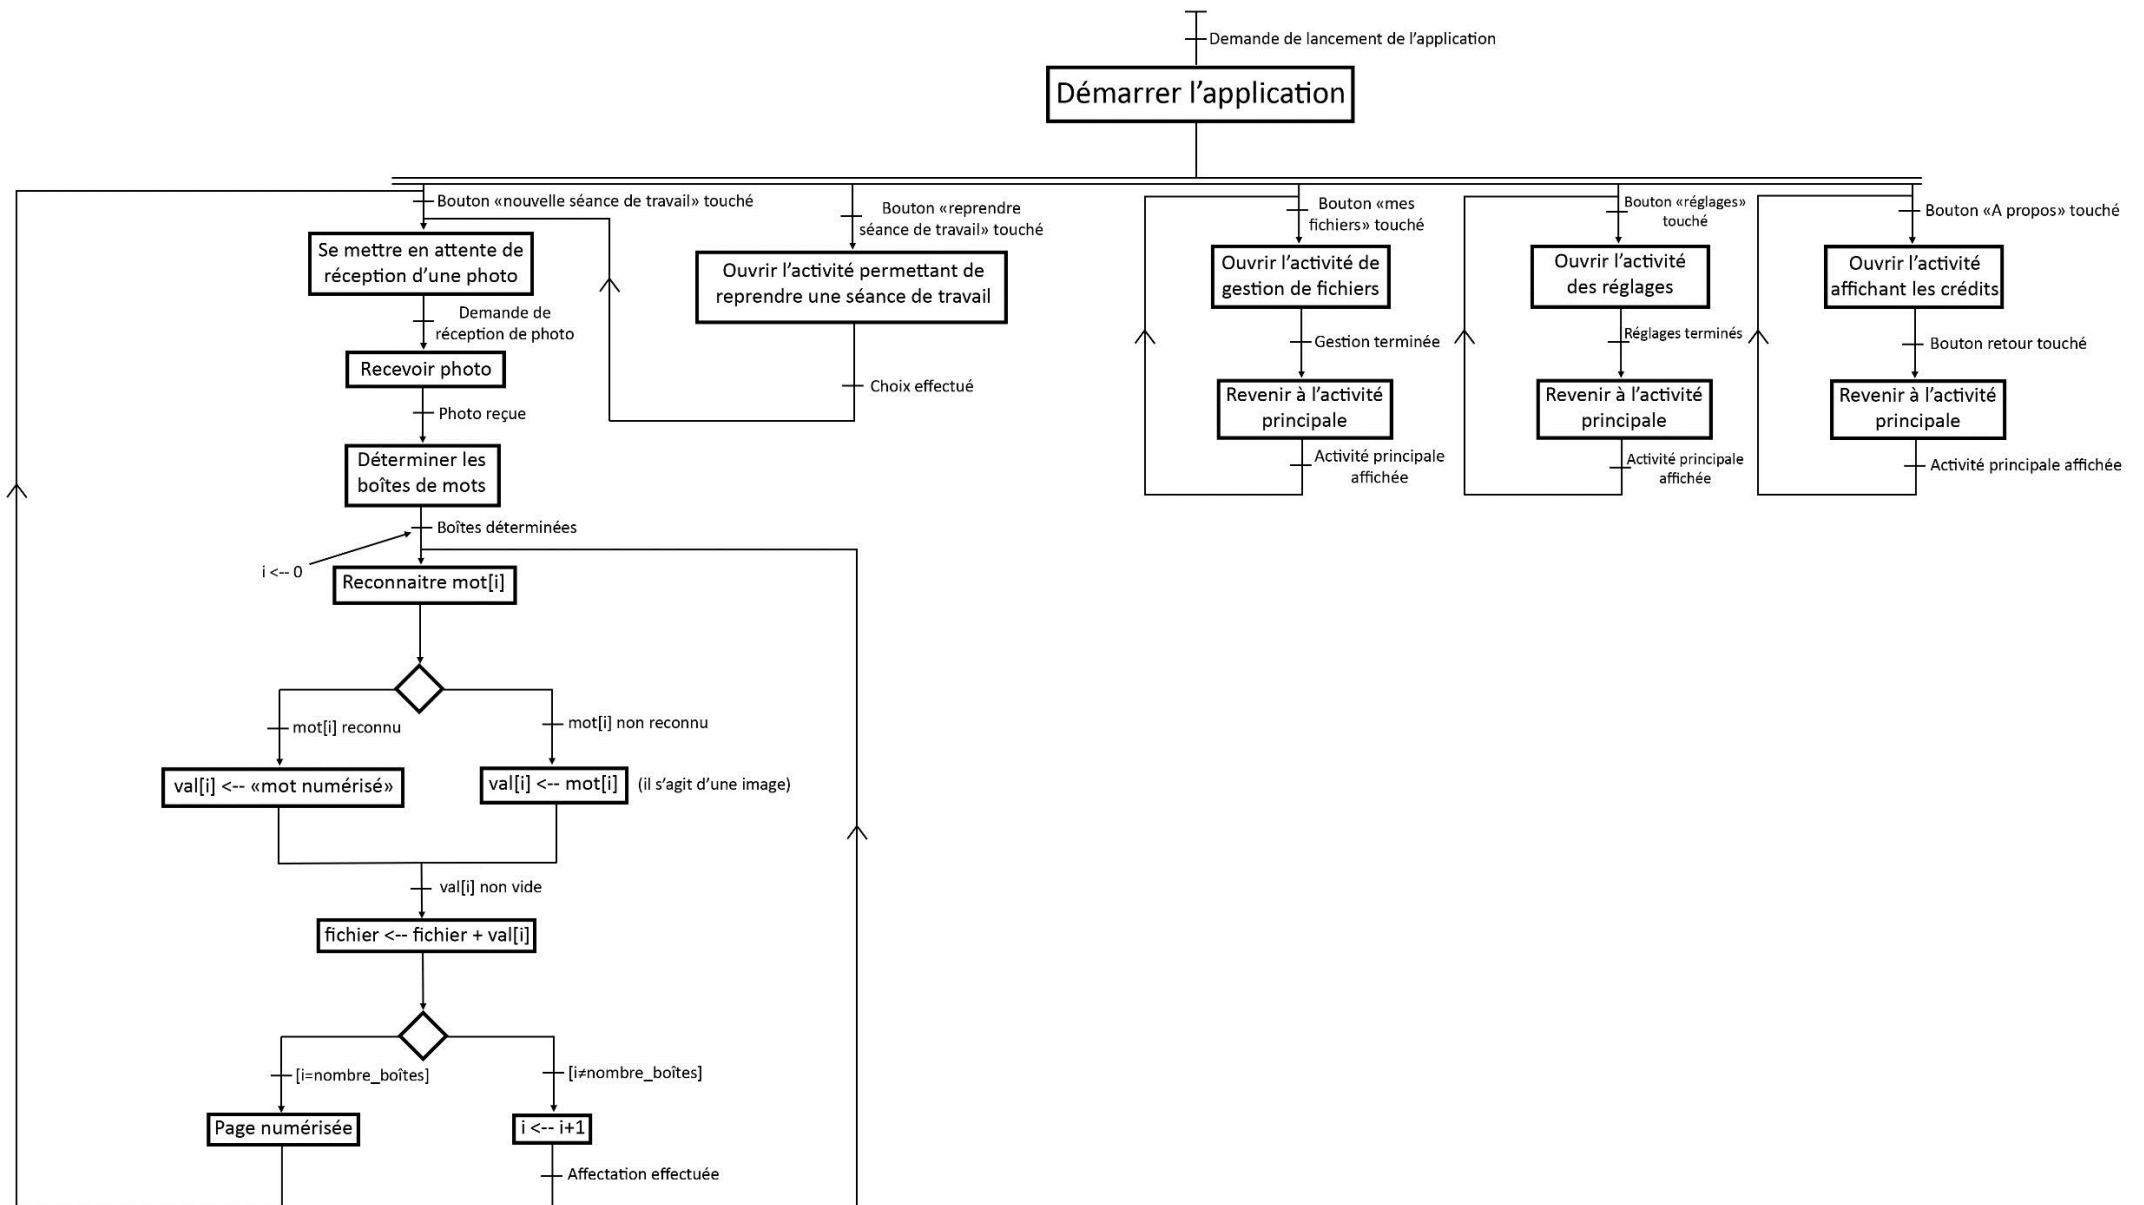 Demande de lancement de l'application
Démarrer l'application
Bouton «nouvelle séance de travail» touché
Se mettre en attente de
réception d'une photo
Demande de
réception de photo
Recevoir photo
Photo reçue
Déterminer les
boîtes de mots
Boîtes déterminées
i <-- 0
Reconnaitre mot[i]
mot[i] reconnu
mot[i] non reconnu
val[i] <-- «mot numérisé»
val[i] <-- mot[i]
(il s'agit d'une image)
val[i] non vide
fichier <-- fichier + val[i]
[i=nombre_boîtes]
[i≠nombre_boîtes]
Page numérisée
i <-- i+1
Affectation effectuée
Bouton «reprendre
séance de travail» touché
Ouvrir l'activité permettant de
reprendre une séance de travail
Choix effectué
Bouton «mes
fichiers» touché
Ouvrir l'activité de
gestion de fichiers
Gestion terminée
Revenir à l'activité
principale
Activité principale
affichée
Bouton «réglages»
touché
Ouvrir l'activité
des réglages
Réglages terminés
Revenir à l'activité
principale
Activité principale
affichée
Bouton «A propos» touché
Ouvrir l'activité
affichant les crédits
Bouton retour touché
Revenir à l'activité
principale
Activité principale affichée